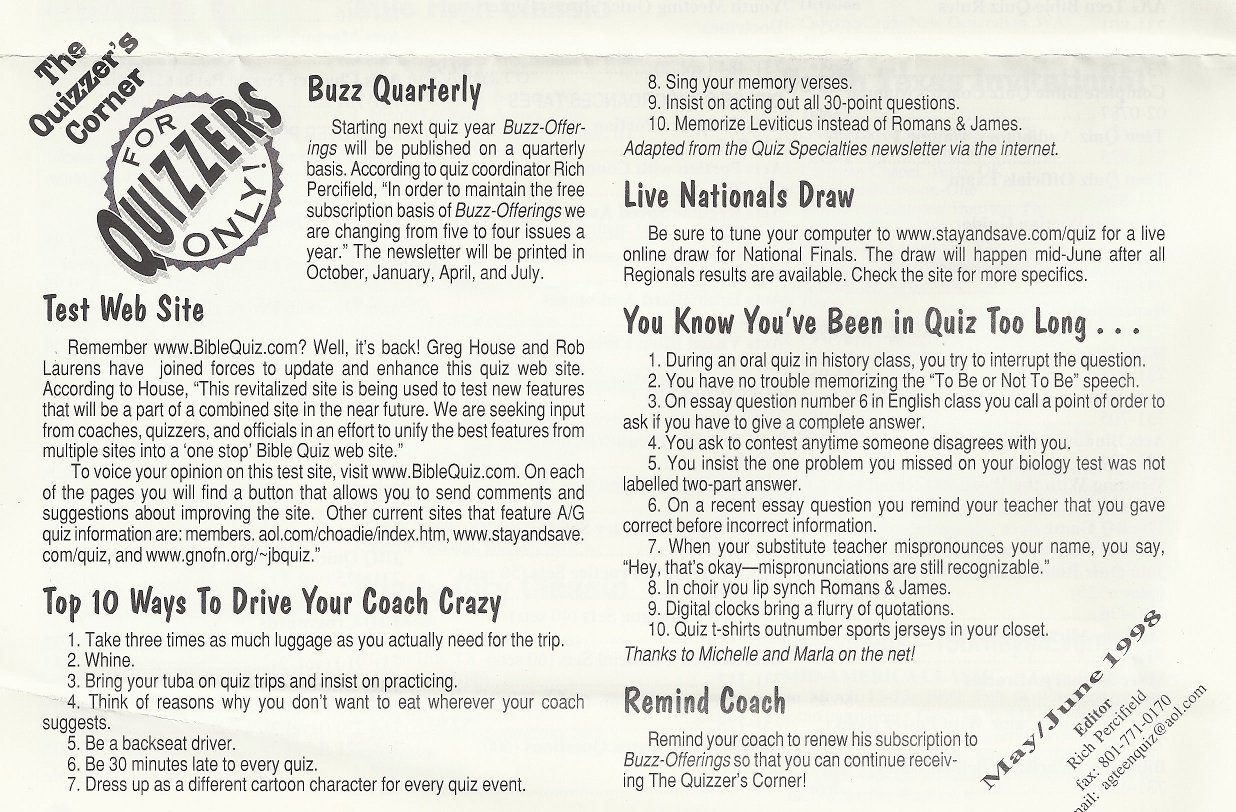 The
Quizzer's
Corner
FOR
QUIZZERS
ONLY!
Buzz Quarterly
Starting next quiz year Buzz-Offer-
ings will be published on a quarterly
basis. According to quiz coordinator Rich
Percifield, “In order to maintain the free
subscription basis of Buzz-Offerings we
are changing from five to four issues a
year.” The newsletter will be printed in
October, January, April, and July.
Test Web Site
Remember www.BibleQuiz.com? Well, it's back! Greg House and Rob
Laurens have joined forces to update and enhance this quiz web site.
According to House, “This revitalized site is being used to test new features
that will be a part of a combined site in the near future. We are seeking input
from coaches, quizzers, and officials in an effort to unify the best features from
multiple sites into a ‘one stop’ Bible Quiz web site.”
To voice your opinion on this test site, visit www.BibleQuiz.com. On each
of the pages you will find a button that allows you to send comments and
suggestions about improving the site. Other current sites that feature A/G
quiz information are: members. aol.com/choadie/index.htm, www.stayandsave.
com/quiz, and www.gnofn.org/~jbquiz.”
Top 10 Ways To Drive Your Coach Crazy
1. Take three times as much luggage as you actually need for the trip.
2. Whine.
3. Bring your tuba on quiz trips and insist on practicing.
4. Think of reasons why you don't want to eat wherever your coach
suggests.
5. Be a backseat driver.
6. Be 30 minutes late to every quiz.
7. Dress up as a different cartoon character for every quiz event.
8. Sing your memory verses.
9. Insist on acting out all 30-point questions.
10. Memorize Leviticus instead of Romans & James.
Adapted from the Quiz Specialties newsletter via the internet.
Live Nationals Draw
Be sure to tune your computer to www.stayandsave.com/quiz for a live
online draw for National Finals. The draw will happen mid-June after all
Regionals results are available. Check the site for more specifics.
You Know You've Been in Quiz Too Long . . .
1. During an oral quiz in history class, you try to interrupt the question.
2. You have no trouble memorizing the “To Be or Not To Be” speech.
3. On essay question number 6 in English class you call a point of order to
ask if you have to give a complete answer.
4. You ask to contest anytime someone disagrees with you.
5. You insist the one problem you missed on your biology test was not
labelled two-part answer.
6. On a recent essay question you remind your teacher that you gave
correct before incorrect information.
7. When your substitute teacher mispronounces your name, you say,
“Hey, that's okay—mispronunciations are still recognizable.”
8. In choir you lip synch Romans & James.
9. Digital clocks bring a flurry of quotations.
10. Quiz t-shirts outnumber sports jerseys in your closet.
Thanks to Michelle and Marla on the net!
Remind Coach
Remind your coach to renew his subscription to
Buzz-Offerings so that you can continue receiv-
ing The Quizzer's Corner!
May/June 1998
Editor
Rich Percifield
fax: 801-771-0170
agteenquiz@aol.com